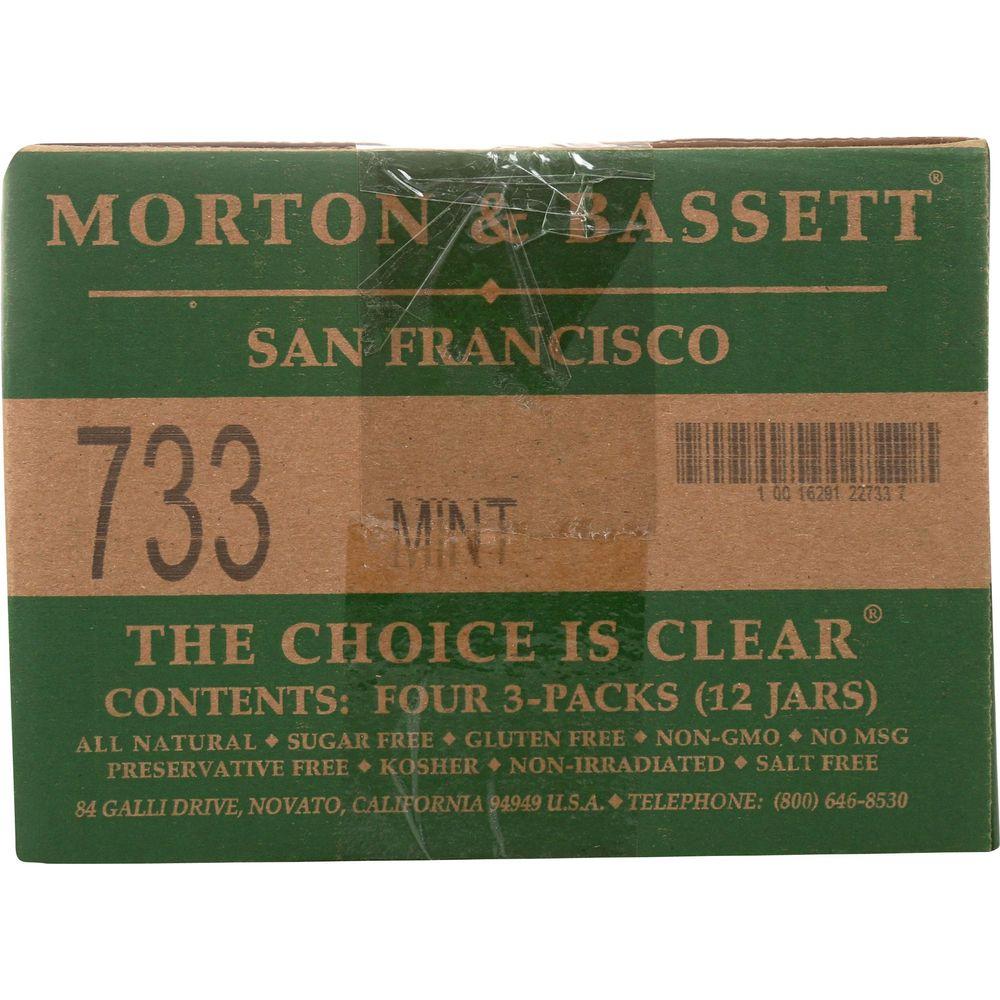 MORTON & BASSETT®
SAN FRANCISCO
733
MINT
1 00 16291 22733 7
THE CHOICE IS CLEAR®
CONTENTS: FOUR 3-PACKS (12 JARS)
ALL NATURAL ◆ SUGAR FREE ◆ GLUTEN FREE ◆ NON-GMO ◆ NO MSG
PRESERVATIVE FREE ◆ KOSHER ◆ NON-IRRADIATED ◆ SALT FREE
84 GALLI DRIVE, NOVATO, CALIFORNIA 94949 U.S.A. ◆ TELEPHONE: (800) 646-8530